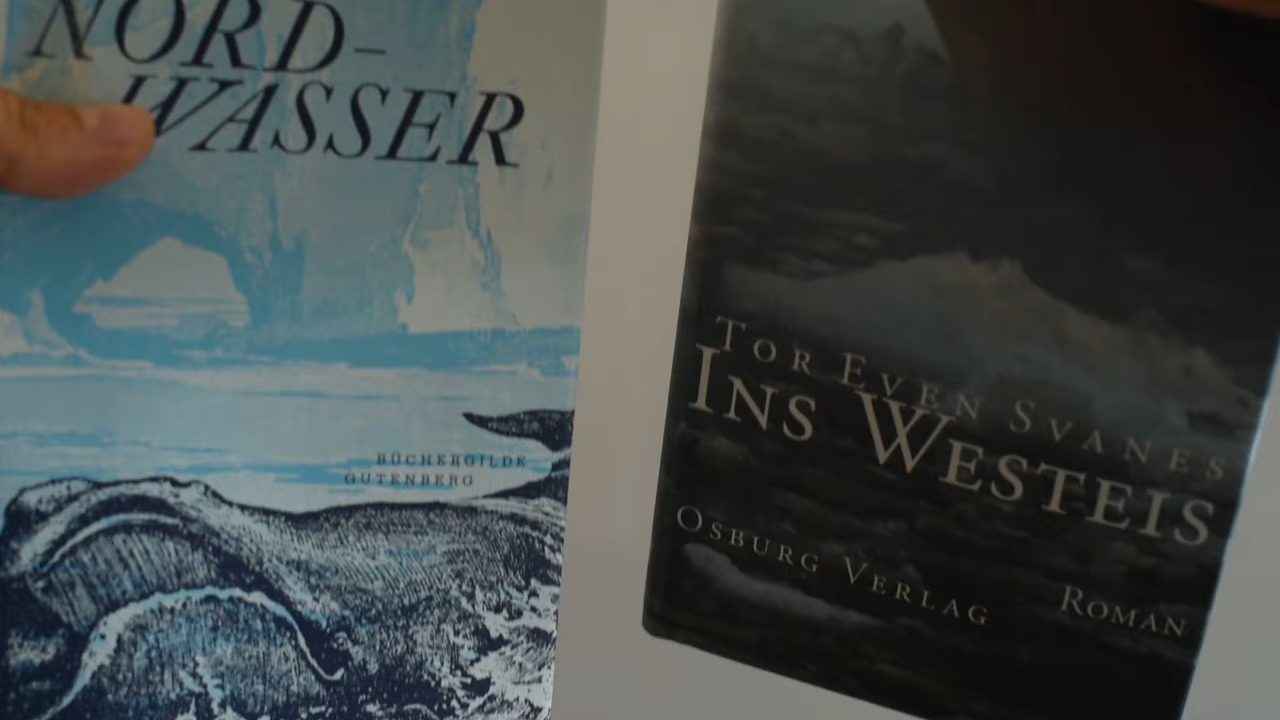 NORD-
WASSER
BÜCHERGILDE
GUTENBERG
TOR EVEN SVANES
INS WESTEIS
OSBURG VERLAG
ROMAN